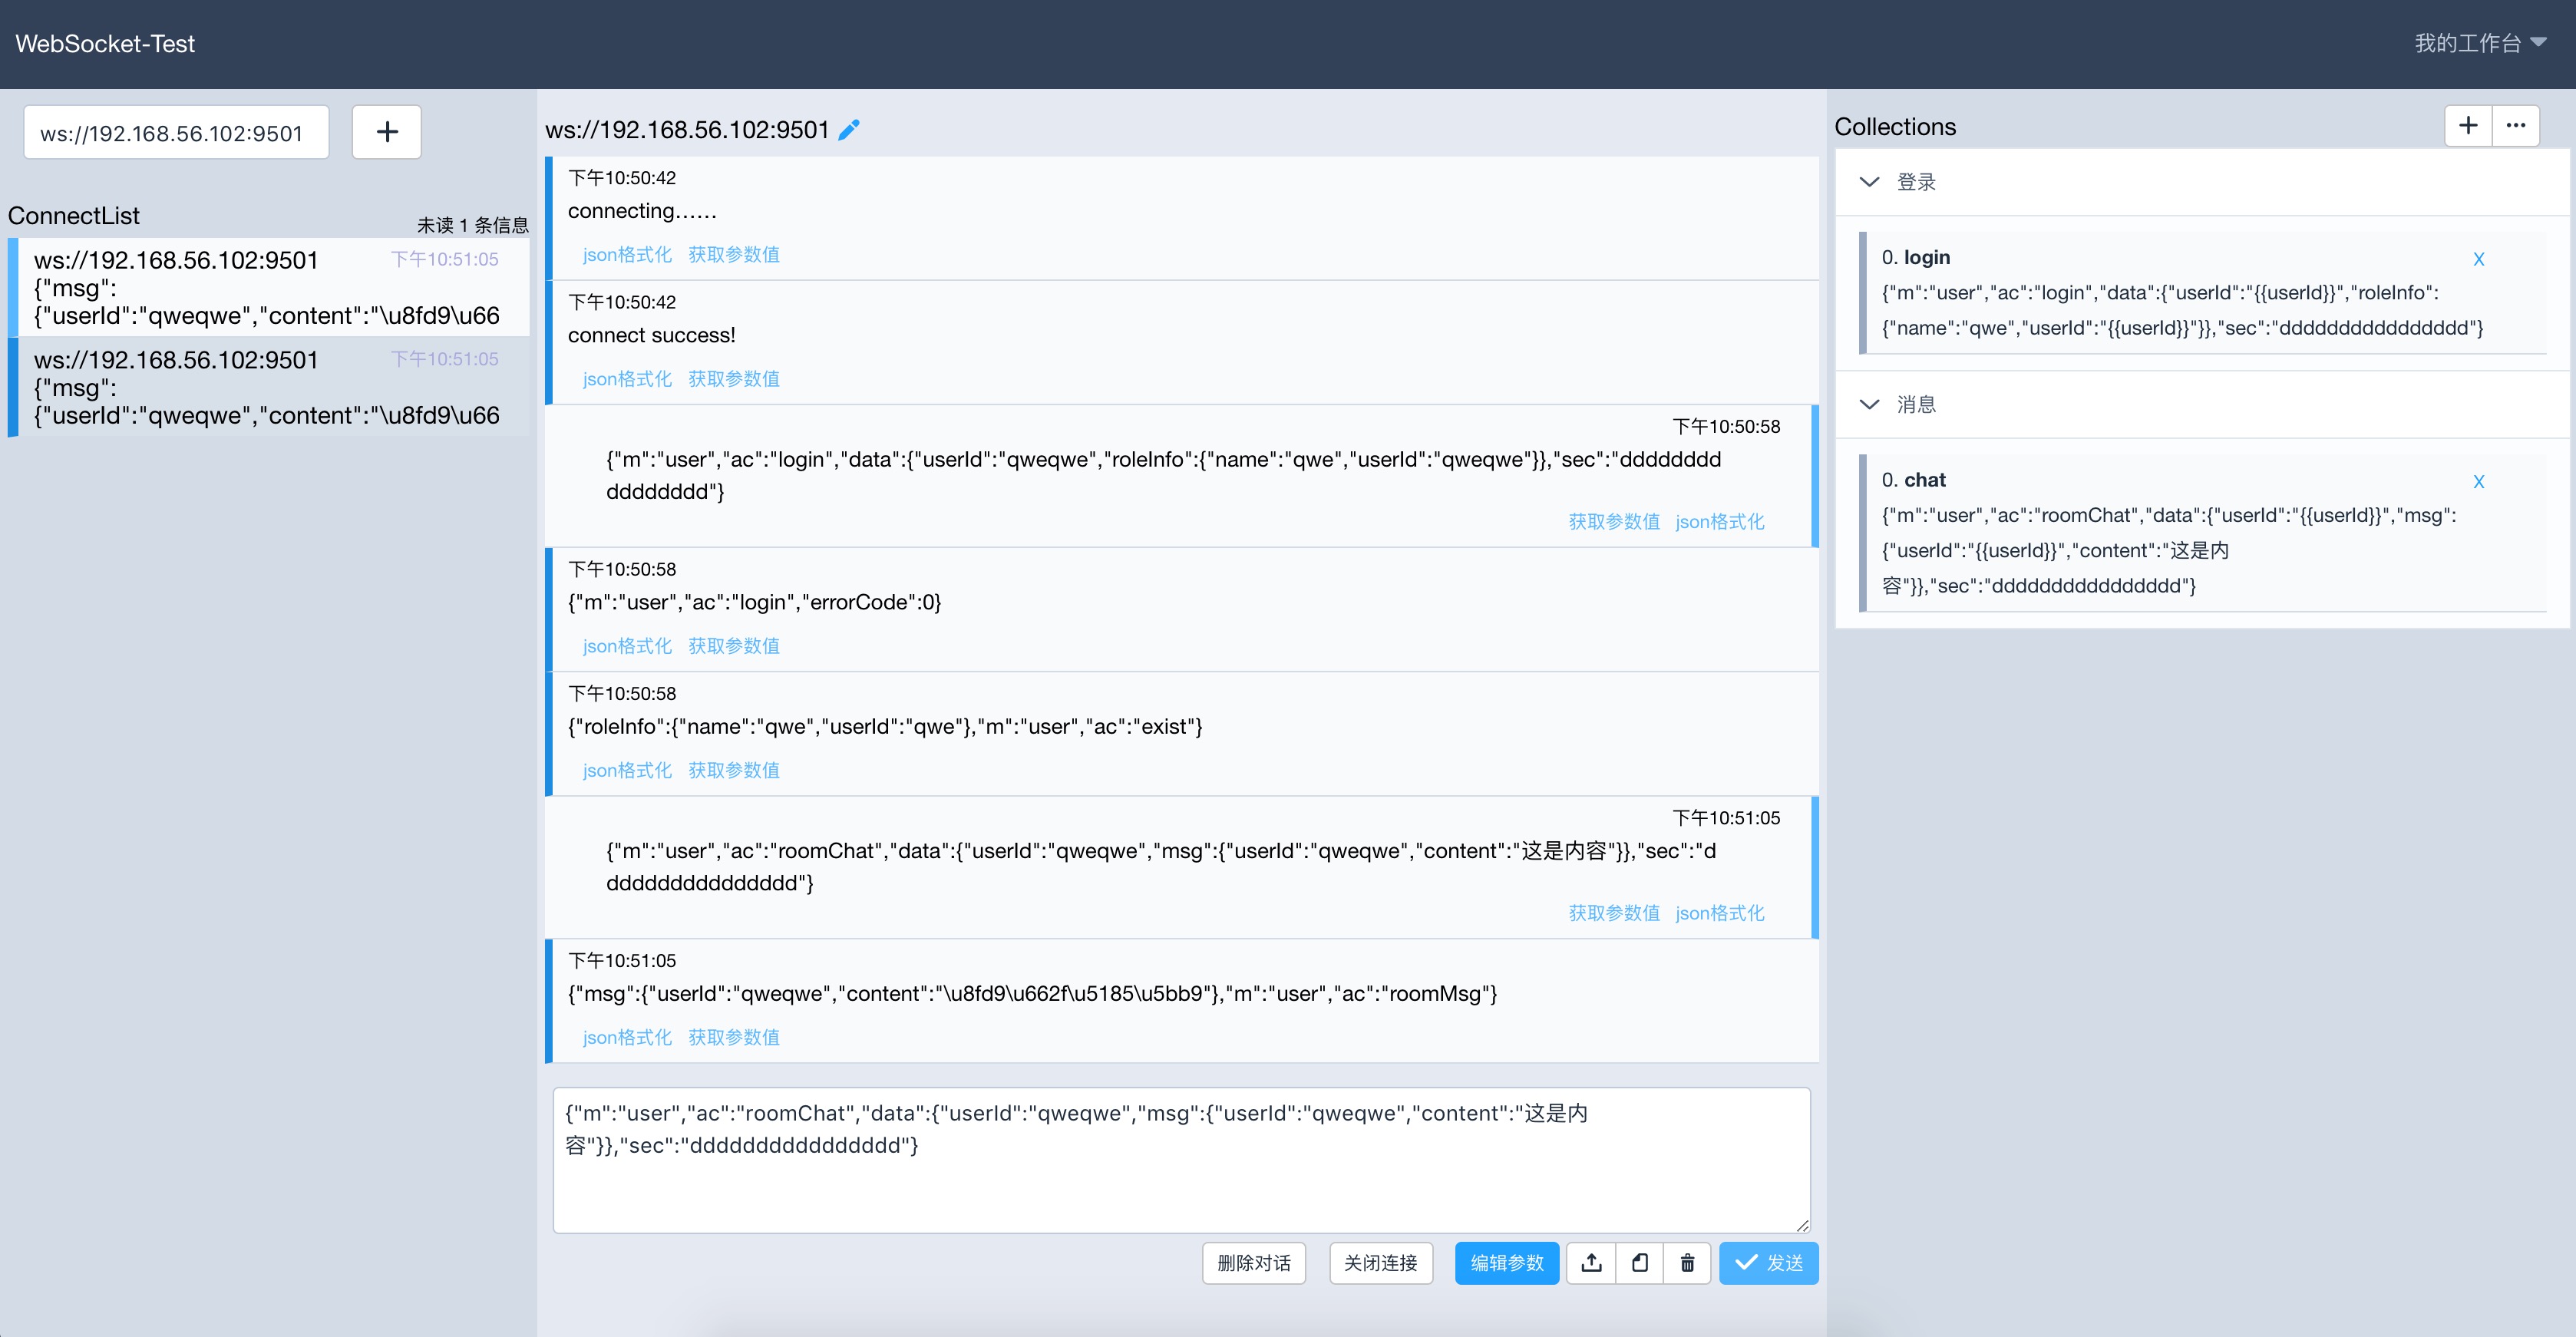 WebSocket-Test
我的工作台
ws://192.168.56.102:9501
ConnectList
未读 1 条信息
ws://192.168.56.102:9501 下午10:51:05
{"msg":
{"userId":"qweqwe","content":"\u8fd9\u66
ws://192.168.56.102:9501 下午10:51:05
{"msg":
{"userId":"qweqwe","content":"\u8fd9\u66
ws://192.168.56.102:9501
下午10:50:42
connecting……
json格式化 获取参数值
下午10:50:42
connect success!
json格式化 获取参数值
下午10:50:58
{"m":"user","ac":"login","data":{"userId":"qweqwe","roleInfo":{"name":"qwe","userId":"qweqwe"}},"sec":"dddddddd
dddddddd"}
获取参数值 json格式化
下午10:50:58
{"m":"user","ac":"login","errorCode":0}
json格式化 获取参数值
下午10:50:58
{"roleInfo":{"name":"qwe","userId":"qwe"},"m":"user","ac":"exist"}
json格式化 获取参数值
下午10:51:05
{"m":"user","ac":"roomChat","data":{"userId":"qweqwe","msg":{"userId":"qweqwe","content":"这是内容"}},"sec":"d
ddddddddddddddd"}
获取参数值 json格式化
下午10:51:05
{"msg":{"userId":"qweqwe","content":"\u8fd9\u662f\u5185\u5bb9"},"m":"user","ac":"roomMsg"}
json格式化 获取参数值
{"m":"user","ac":"roomChat","data":{"userId":"qweqwe","msg":{"userId":"qweqwe","content":"这是内
容"}},"sec":"dddddddddddddddd"}
删除对话 关闭连接 编辑参数 发送
Collections
登录
0. login X
{"m":"user","ac":"login","data":{"userId":"{{userId}}","roleInfo":
{"name":"qwe","userId":"{{userId}}"}},"sec":"dddddddddddddddd"}
消息
0. chat X
{"m":"user","ac":"roomChat","data":{"userId":"{{userId}}","msg":
{"userId":"{{userId}}","content":"这是内
容"}},"sec":"dddddddddddddddd"}